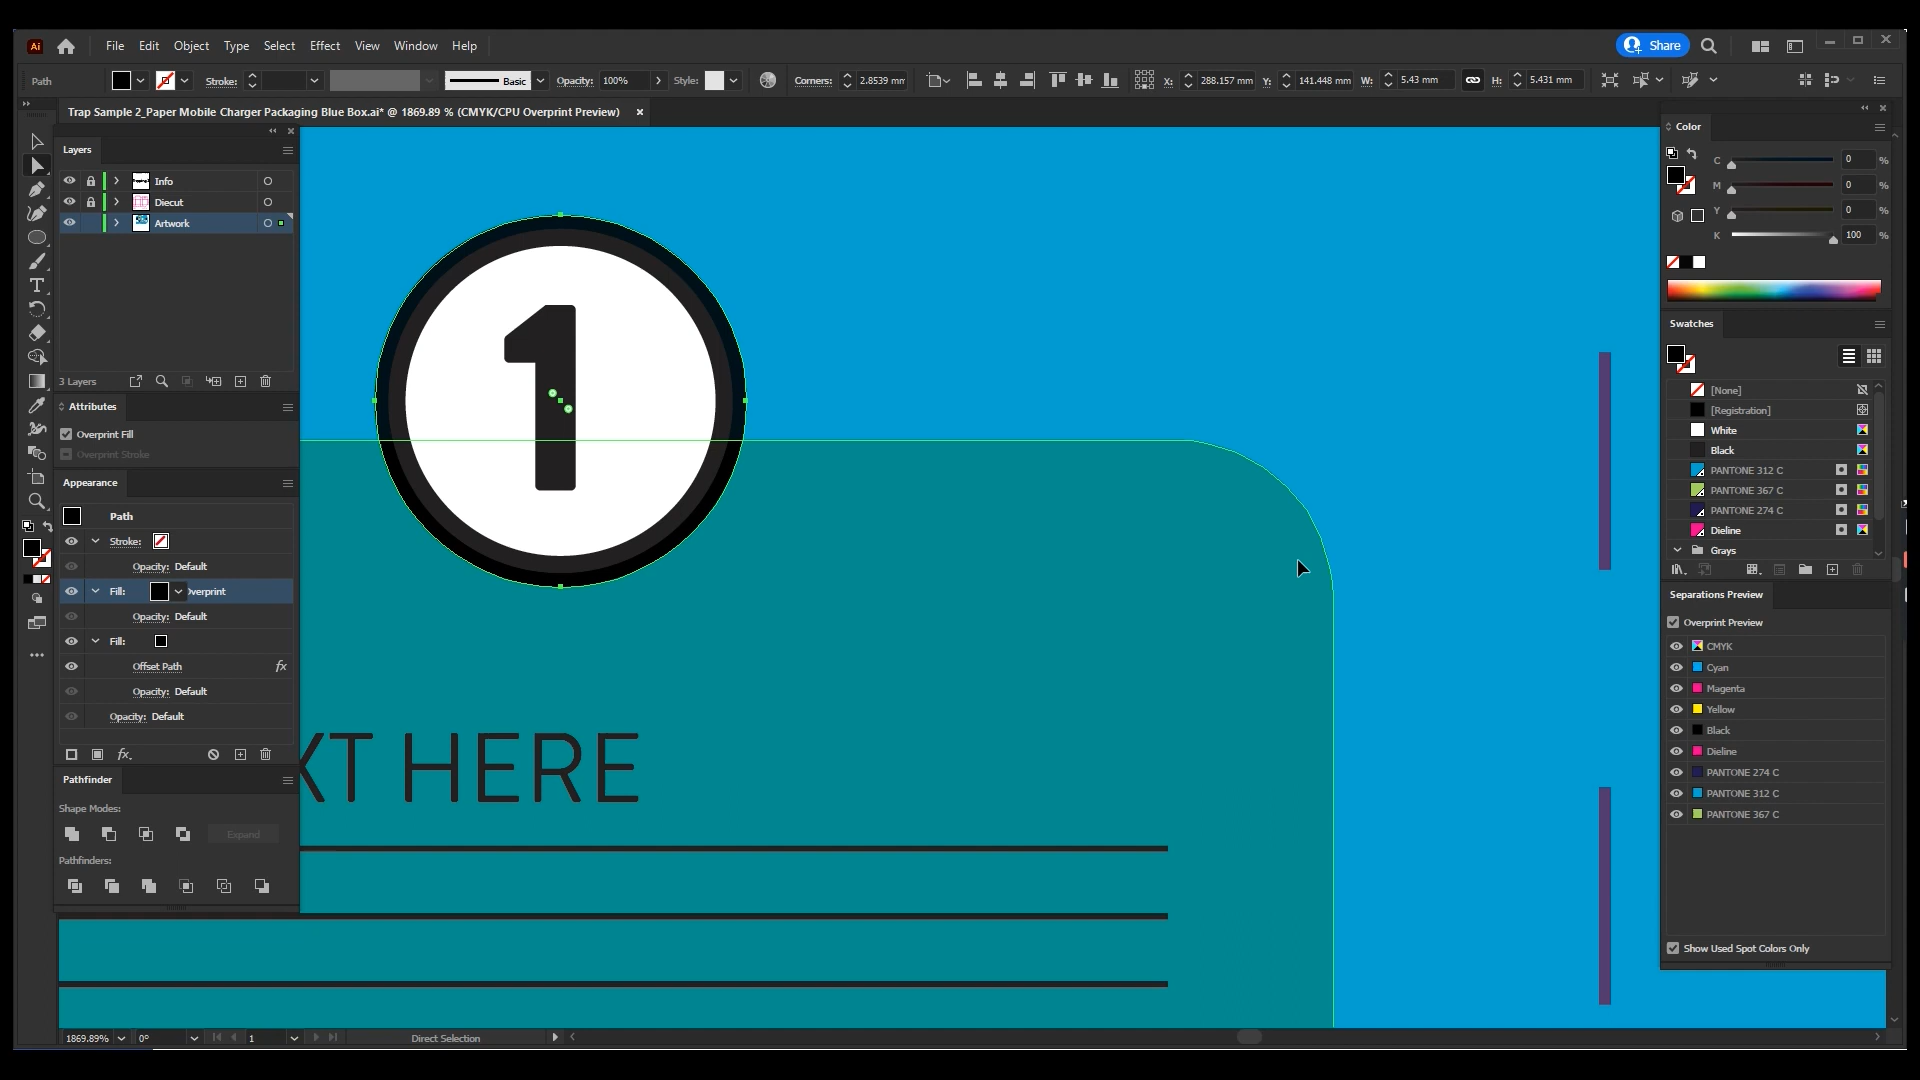 Ai File Edit Object Type Select Effect View Window Help Share
Path Stroke: Basic Opacity: 100% Style: Corners: 2.8539 mm X: 288.157 mm Y: 141.448 mm W: 5.43 mm H: 5.431 mm
Trap Sample 2_Paper Mobile Charger Packaging Blue Box.ai* @ 1869.89 % (CMYK/CPU Overprint Preview)
Layers
Info
Diecut
Artwork
3 Layers
Attributes
Overprint Fill
Overprint Stroke
Appearance
Path
Stroke:
Opacity: Default
Fill: Overprint
Opacity: Default
Fill:
Offset Path fx
Opacity: Default
Opacity: Default
fx.
Pathfinder
Shape Modes:
Expand
Pathfinders:
1
XT HERE
Color
C 0 %
M 0 %
Y 0 %
K 100 %
Swatches
[None]
[Registration]
White
Black
PANTONE 312 C
PANTONE 367 C
PANTONE 274 C
Dieline
Grays
Separations Preview
Overprint Preview
CMYK
Cyan
Magenta
Yellow
Black
Dieline
PANTONE 274 C
PANTONE 312 C
PANTONE 367 C
Show Used Spot Colors Only
1869.89% 0° 1 Direct Selection